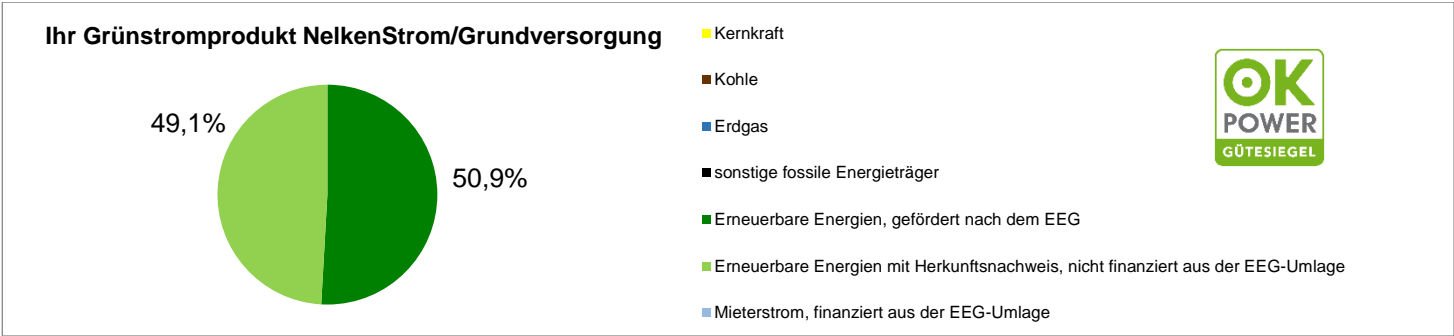 Ihr Grünstromprodukt NelkenStrom/Grundversorgung
49,1%
50,9%
Kernkraft
Kohle
Erdgas
sonstige fossile Energieträger
Erneuerbare Energien, gefördert nach dem EEG
Erneuerbare Energien mit Herkunftsnachweis, nicht finanziert aus der EEG-Umlage
Mieterstrom, finanziert aus der EEG-Umlage
OK
POWER
GÜTESIEGEL